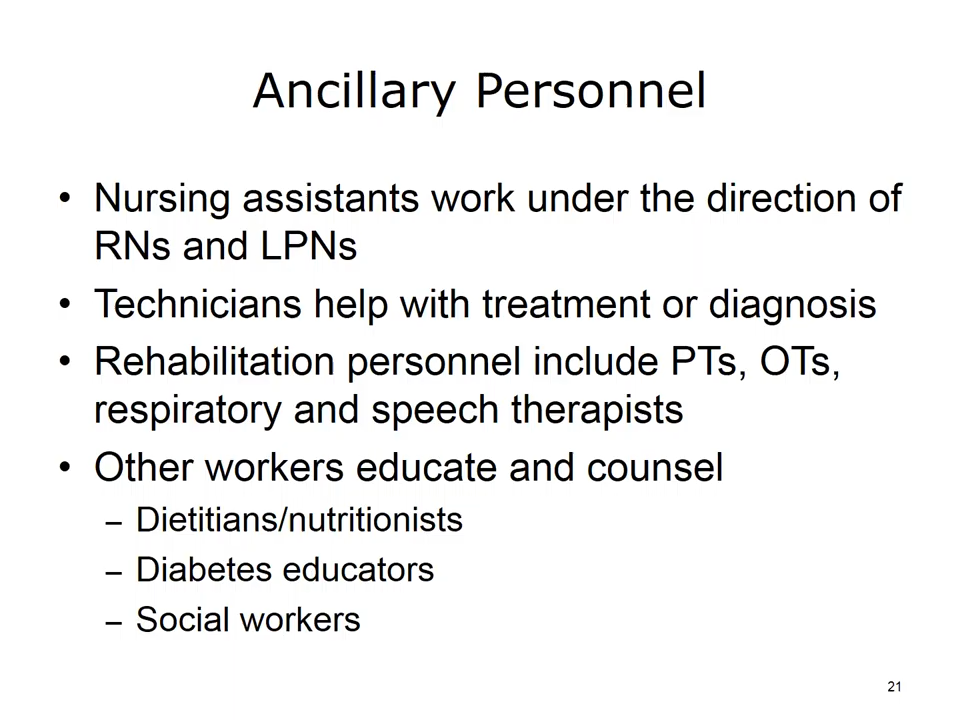 Ancillary Personnel
• Nursing assistants work under the direction of
RNs and LPNs
• Technicians help with treatment or diagnosis
• Rehabilitation personnel include PTs, OTs,
respiratory and speech therapists
• Other workers educate and counsel
– Dietitians/nutritionists
– Diabetes educators
– Social workers
21